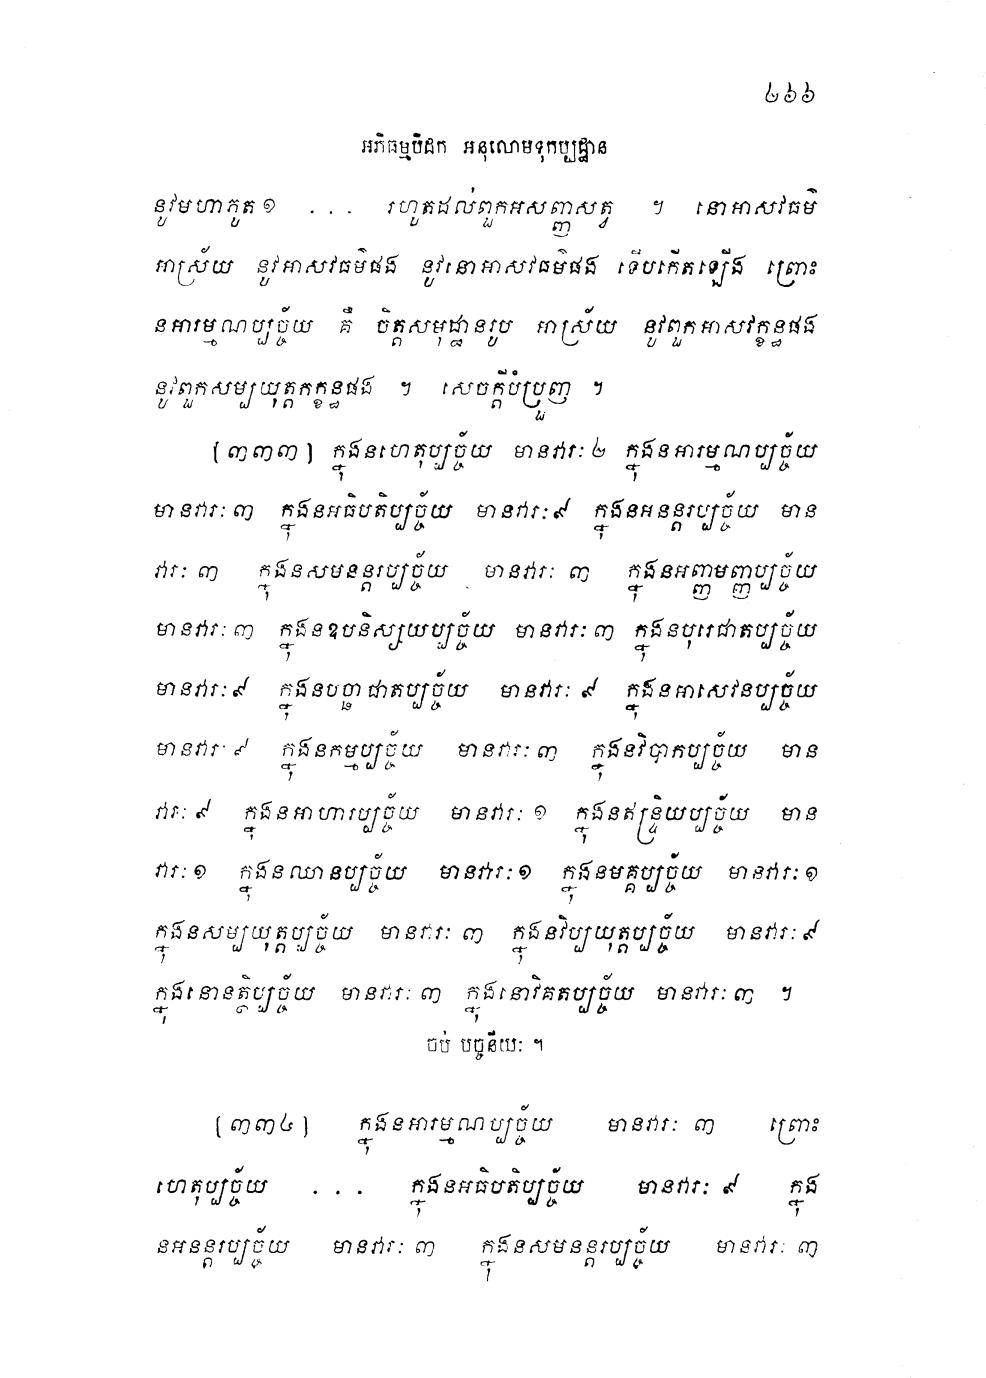 ២៦៦
អភិធម្មបិដក អនុលោមទុកប្បដ្ឋាន
នូវមហាភូត១ ... រហូតដល់ពួកអសញ្ញសត្វ ។ នោអាសវធម៌
អាស្រ័យ នូវអាសវធម៌ផង នូវនោអាសវធម៌ផង ទើបកើតឡើង ព្រោះ
នអារម្មណប្បច្ច័យ គឺ ចិត្តសមុដ្ឋានរូប អាស្រ័យ នូវពួកអាសវក្ខន្ធផង
នូវពួកសម្បយុត្តកក្ខន្ធផង ។ សេចក្តីបំប្រួញ ។
(៣៣៣) ក្នុងនហេតុប្បច្ច័យ មានវារៈ ២ ក្នុងនអារម្មណប្បច្ច័យ
មានវារៈ ៣ ក្នុងនអធិបតិប្បច្ច័យ មានវារៈ ៩ ក្នុងនអនន្តរប្បច្ច័យ មាន
វារៈ ៣ ក្នុងនសមនន្តរប្បច្ច័យ មានវារៈ ៣ ក្នុងនអញ្ញមញ្ញប្បច្ច័យ
មានវារៈ ៣ ក្នុងនឧបនិស្សយប្បច្ច័យ មានវារៈ ៣ ក្នុងនបុរេជាតប្បច្ច័យ
មានវារៈ ៩ ក្នុងនបច្ឆាជាតប្បច្ច័យ មានវារៈ ៩ ក្នុងនអាសេវនប្បច្ច័យ
មានវារៈ ៩ ក្នុងនកម្មប្បច្ច័យ មានវារៈ ៣ ក្នុងនវិបាកប្បច្ច័យ មាន
វារៈ ៩ ក្នុងនអាហារប្បច្ច័យ មានវារៈ ១ ក្នុងនឥន្ទ្រិយប្បច្ច័យ មាន
វារៈ ១ ក្នុងនឈានប្បច្ច័យ មានវារៈ ១ ក្នុងនមគ្គប្បច្ច័យ មានវារៈ ១
ក្នុងនសម្បយុត្តប្បច្ច័យ មានវារៈ ៣ ក្នុងនវិប្បយុត្តប្បច្ច័យ មានវារៈ ៩
ក្នុងនោនត្ថិប្បច្ច័យ មានវារៈ ៣ ក្នុងនោវិគតប្បច្ច័យ មានវារៈ ៣ ។
ចប់ បច្ចនីយៈ ។
(៣៣៤) ក្នុងនអារម្មណប្បច្ច័យ មានវារៈ ៣ ព្រោះ
ហេតុប្បច្ច័យ ... ក្នុងនអធិបតិប្បច្ច័យ មានវារៈ ៩ ក្នុង
នអនន្តរប្បច្ច័យ មានវារៈ ៣ ក្នុងនសមនន្តរប្បច្ច័យ មានវារៈ ៣